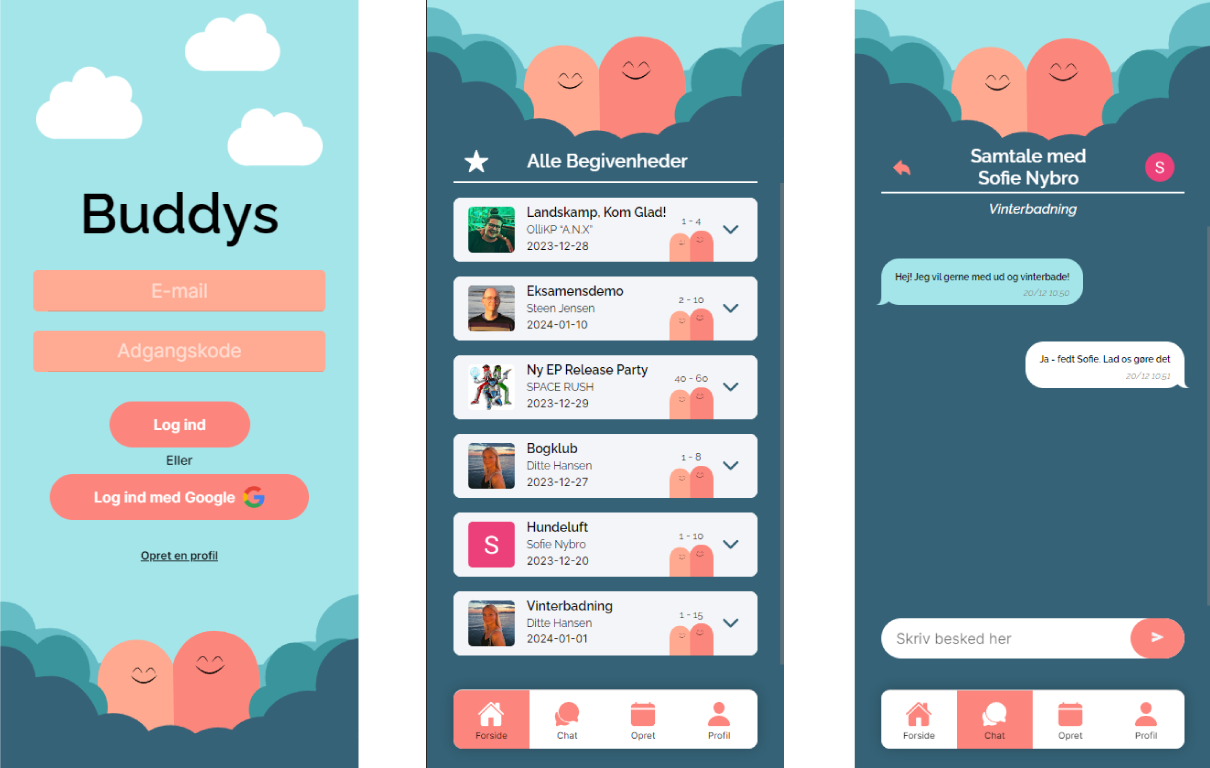 Buddys
E-mail
Adgangskode
Log ind
Eller
Log ind med Google
Opret en profil
Alle Begivenheder
Landskamp, Kom Glad!
OlliKP "A.N.X"
2023-12-28
1 - 4
Eksamensdemo
Steen Jensen
2024-01-10
2 - 10
Ny EP Release Party
SPACE RUSH
2023-12-29
40 - 60
Bogklub
Ditte Hansen
2023-12-27
1 - 8
S
Hundeluft
Sofie Nybro
2023-12-20
1 - 10
Vinterbadning
Ditte Hansen
2024-01-01
1 - 15
Forside
Chat
Opret
Profil
Samtale med
Sofie Nybro
S
Vinterbadning
Hej! Jeg vil gerne med ud og vinterbade!
20/12 10:50
Ja - fedt Sofie. Lad os gøre det
20/12 10:51
Skriv besked her
Forside
Chat
Opret
Profil